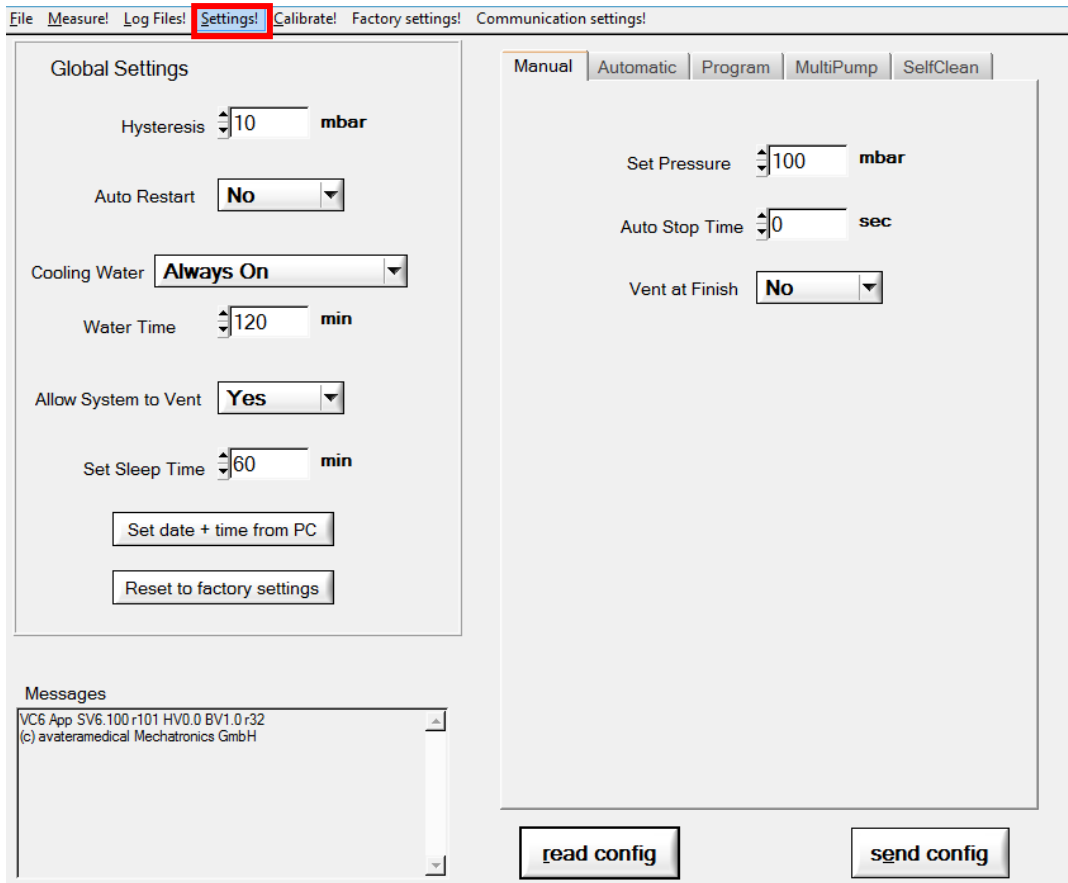 File Measure! Log Files! Settings! Calibrate! Factory settings! Communication settings!
Global Settings
Hysteresis 10 mbar
Auto Restart No
Cooling Water Always On
Water Time 120 min
Allow System to Vent Yes
Set Sleep Time 60 min
Set date + time from PC
Reset to factory settings
Messages
VC6 App SV6.100 r101 HV0.0 BV1.0 r32
(c) avateramedical Mechatronics GmbH
Manual Automatic Program MultiPump SelfClean
Set Pressure 100 mbar
Auto Stop Time 0 sec
Vent at Finish No
read config send config